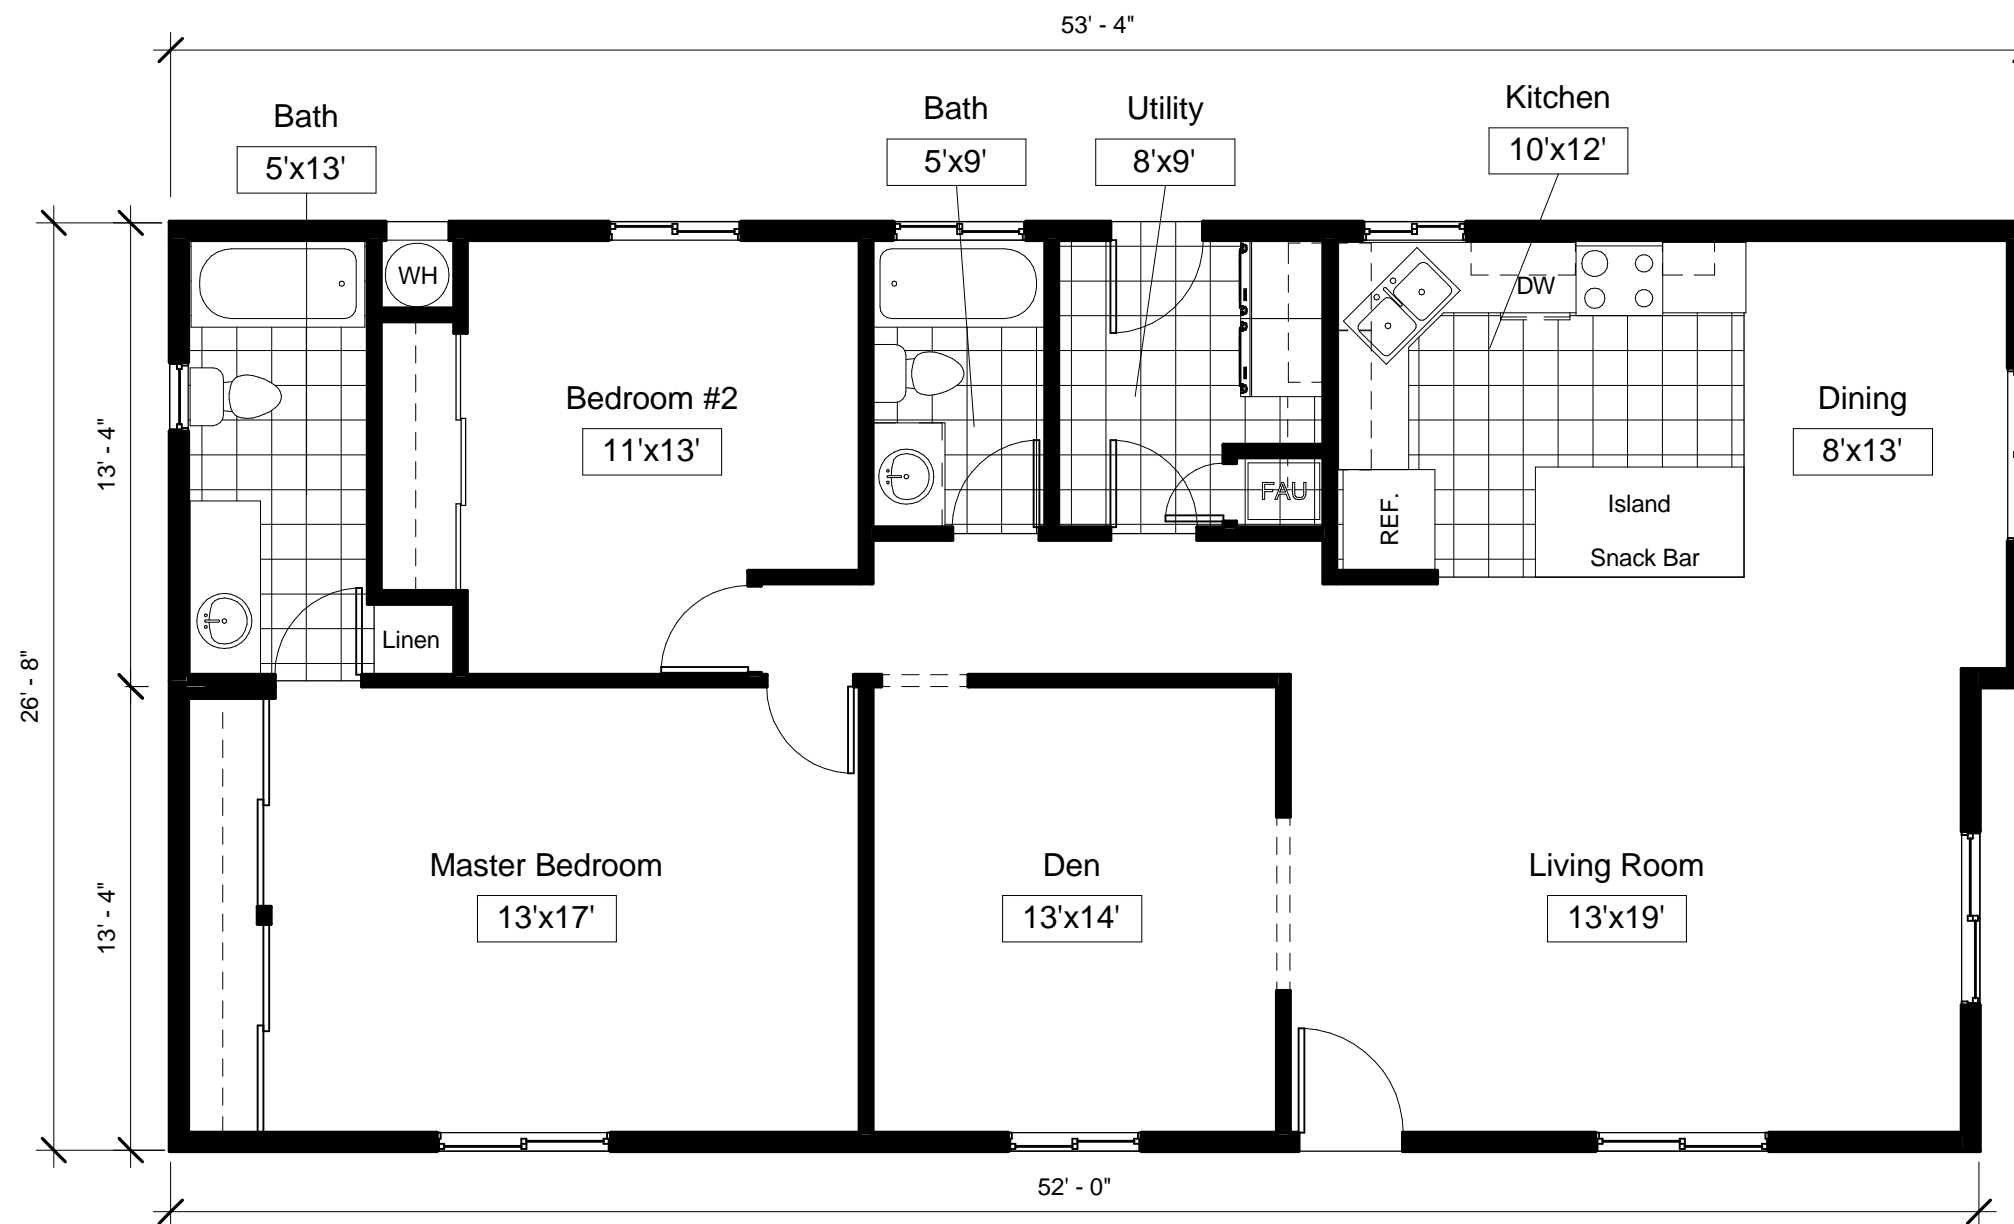 53' - 4"
Bath
5'x13'
Bath
5'x9'
Utility
8'x9'
Kitchen
10'x12'
WH
DW
Bedroom #2
11'x13'
Dining
8'x13'
13' - 4"
FAU
REF.
Island
Snack Bar
Linen
26' - 8"
Master Bedroom
13'x17'
Den
13'x14'
Living Room
13'x19'
13' - 4"
52' - 0"